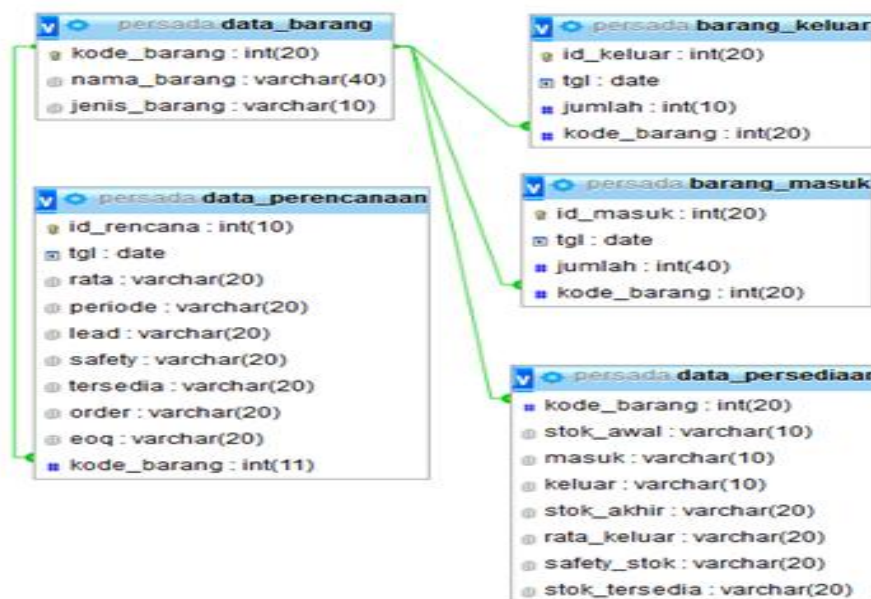 persada.data_barang
kode_barang : int(20)
nama_barang : varchar(40)
jenis_barang : varchar(10)
persada.data_perencanaan
id_rencana : int(10)
tgl : date
rata : varchar(20)
periode : varchar(20)
lead : varchar(20)
safety : varchar(20)
tersedia : varchar(20)
order : varchar(20)
eoq : varchar(20)
kode_barang : int(11)
persada.barang_keluar
id_keluar : int(20)
tgl : date
jumlah : int(10)
kode_barang : int(20)
persada.barang_masuk
id_masuk : int(20)
tgl : date
jumlah : int(40)
kode_barang : int(20)
persada.data_persediaan
kode_barang : int(20)
stok_awal : varchar(10)
masuk : varchar(10)
keluar : varchar(10)
stok_akhir : varchar(20)
rata_keluar : varchar(20)
safety_stok : varchar(20)
stok_tersedia : varchar(20)